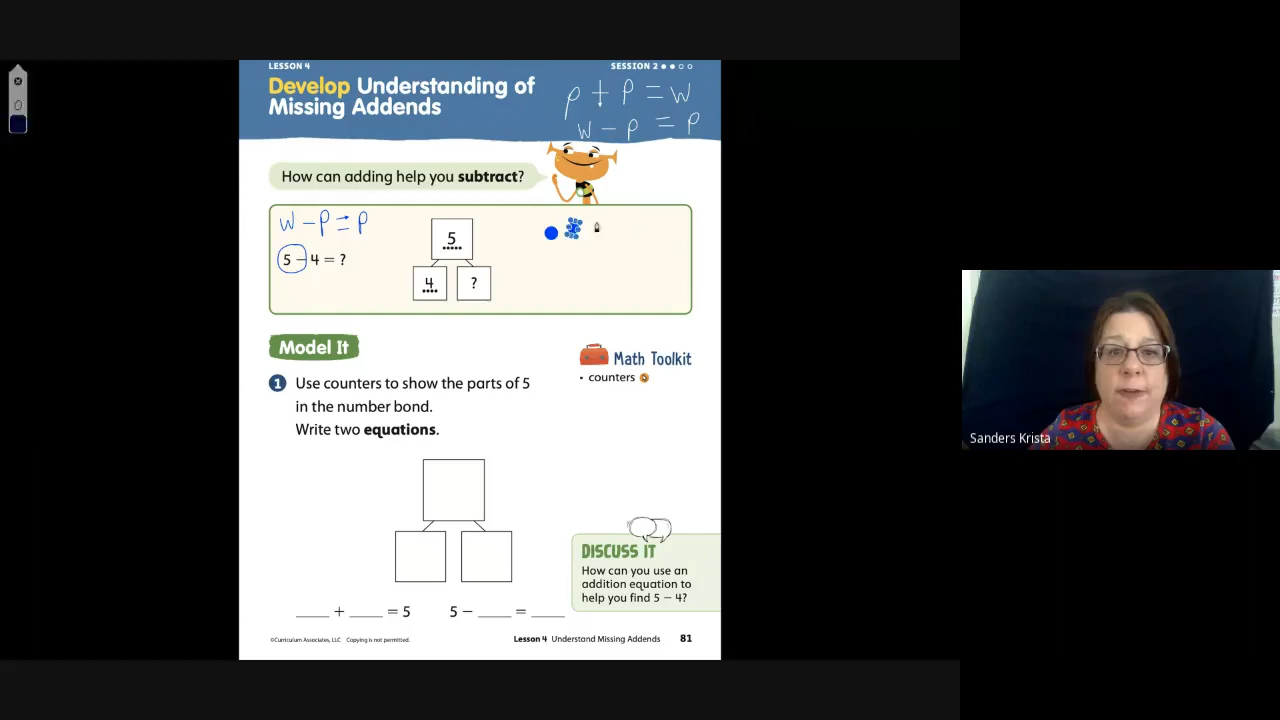 LESSON 4
SESSION 2
Develop Understanding of
Missing Addends
p + p = w
w - p = p
How can adding help you subtract?
w - p = p
5 - 4 = ?
5
4
?
Model It
1 Use counters to show the parts of 5
in the number bond.
Write two equations.
Math Toolkit
• counters
DISCUSS IT
How can you use an
addition equation to
help you find 5 − 4?
____ + ____ = 5
5 − ____ = ____
©Curriculum Associates, LLC Copying is not permitted.
Lesson 4 Understand Missing Addends 81
Sanders Krista